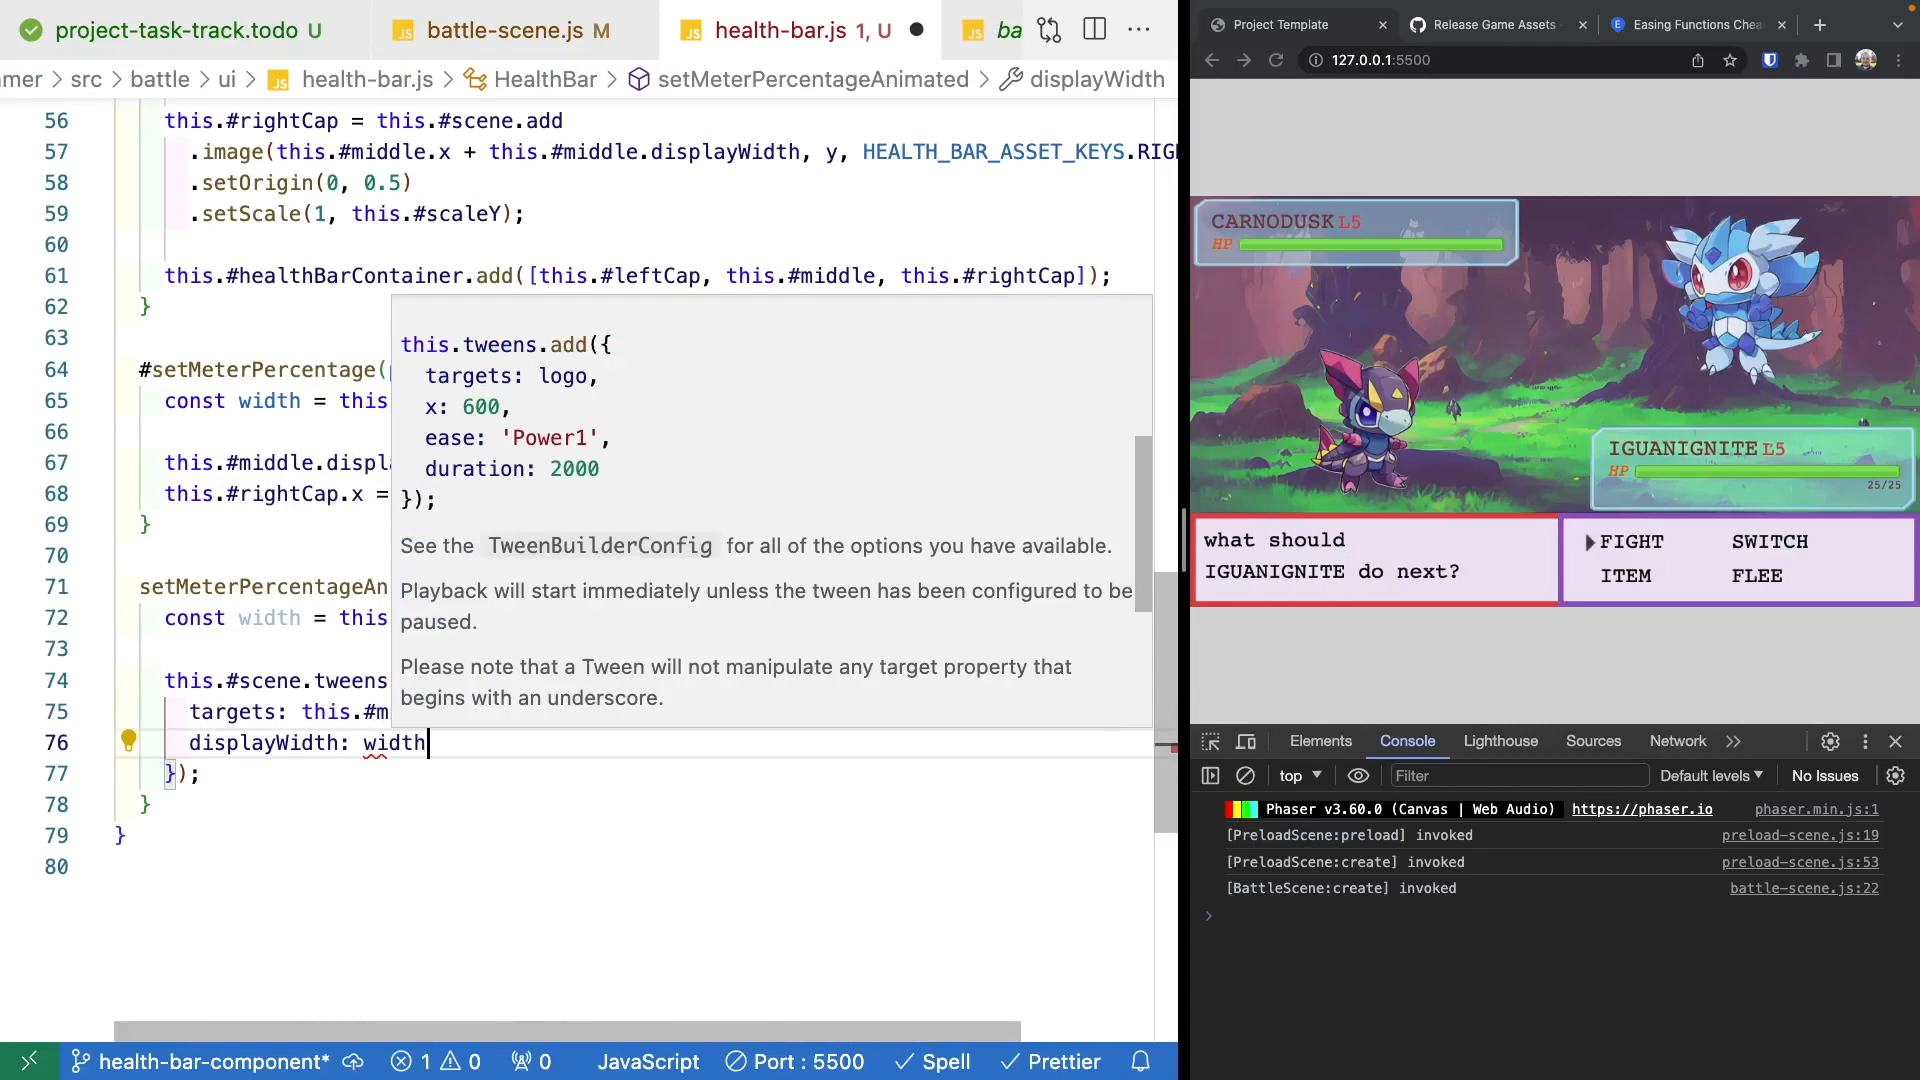 project-task-track.todo U
battle-scene.js M
health-bar.js 1, U
ba
mer > src > battle > ui > health-bar.js > HealthBar > setMeterPercentageAnimated > displayWidth
56 this.#rightCap = this.#scene.add
57 .image(this.#middle.x + this.#middle.displayWidth, y, HEALTH_BAR_ASSET_KEYS.RIG
58 .setOrigin(0, 0.5)
59 .setScale(1, this.#scaleY);
60
61 this.#healthBarContainer.add([this.#leftCap, this.#middle, this.#rightCap]);
62 }
63
64 #setMeterPercentage(
65 const width = this
66
67 this.#middle.displ
68 this.#rightCap.x =
69 }
70
71 setMeterPercentageAn
72 const width = this
73
74 this.#scene.tweens
75 targets: this.#m
76 displayWidth: width
77 });
78 }
79 }
80
this.tweens.add({
targets: logo,
x: 600,
ease: 'Power1',
duration: 2000
});
See the TweenBuilderConfig for all of the options you have available.
Playback will start immediately unless the tween has been configured to be
paused.
Please note that a Tween will not manipulate any target property that
begins with an underscore.
health-bar-component* 1 0 0 JavaScript Port : 5500 Spell Prettier
Project Template
Release Game Assets
Easing Functions Chea
127.0.0.1:5500
CARNODUSK L5
HP
IGUANIGNITE L5
HP
25/25
what should
IGUANIGNITE do next?
FIGHT SWITCH
ITEM FLEE
Elements Console Lighthouse Sources Network
top Filter Default levels No Issues
Phaser v3.60.0 (Canvas | Web Audio) https://phaser.io phaser.min.js:1
[PreloadScene:preload] invoked preload-scene.js:19
[PreloadScene:create] invoked preload-scene.js:53
[BattleScene:create] invoked battle-scene.js:22